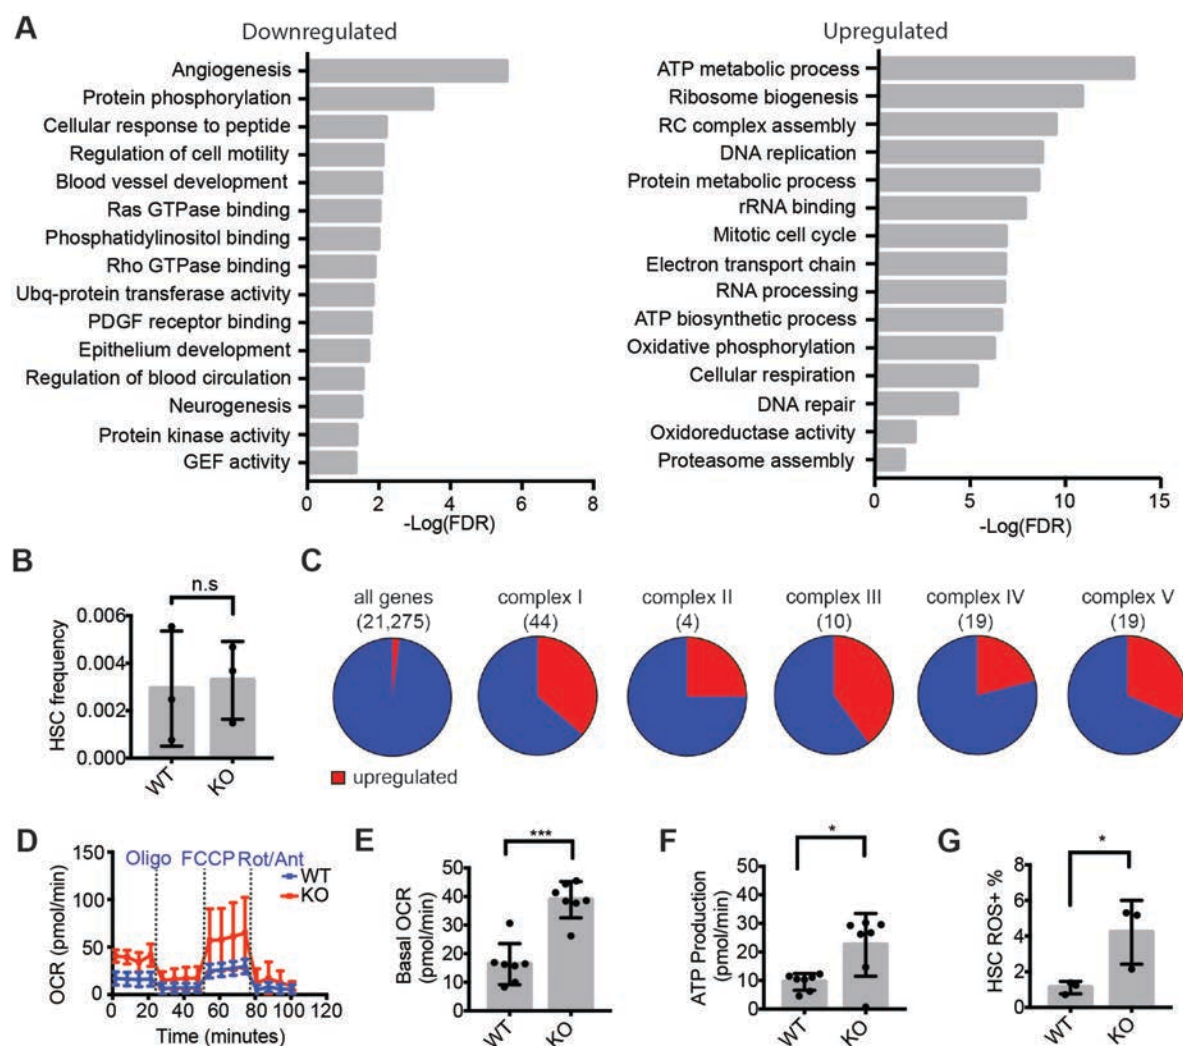 A
Downregulated
Angiogenesis
Protein phosphorylation
Cellular response to peptide
Regulation of cell motility
Blood vessel development
Ras GTPase binding
Phosphatidylinositol binding
Rho GTPase binding
Ubq-protein transferase activity
PDGF receptor binding
Epithelium development
Regulation of blood circulation
Neurogenesis
Protein kinase activity
GEF activity
0 2 4 6 8
-Log(FDR)
Upregulated
ATP metabolic process
Ribosome biogenesis
RC complex assembly
DNA replication
Protein metabolic process
rRNA binding
Mitotic cell cycle
Electron transport chain
RNA processing
ATP biosynthetic process
Oxidative phosphorylation
Cellular respiration
DNA repair
Oxidoreductase activity
Proteasome assembly
0 5 10 15
-Log(FDR)
B
n.s
HSC frequency
0.006
0.004
0.002
0.000
WT KO
C
all genes
(21,275)
complex I
(44)
complex II
(4)
complex III
(10)
complex IV
(19)
complex V
(19)
upregulated
D
OCR (pmol/min)
150
100
50
0
Oligo FCCP Rot/Ant
WT
KO
0 20 40 60 80 100 120
Time (minutes)
E
***
Basal OCR
(pmol/min)
50
40
30
20
10
0
WT KO
F
*
ATP Production
(pmol/min)
50
40
30
20
10
0
WT KO
G
*
HSC ROS+ %
8
6
4
2
0
WT KO